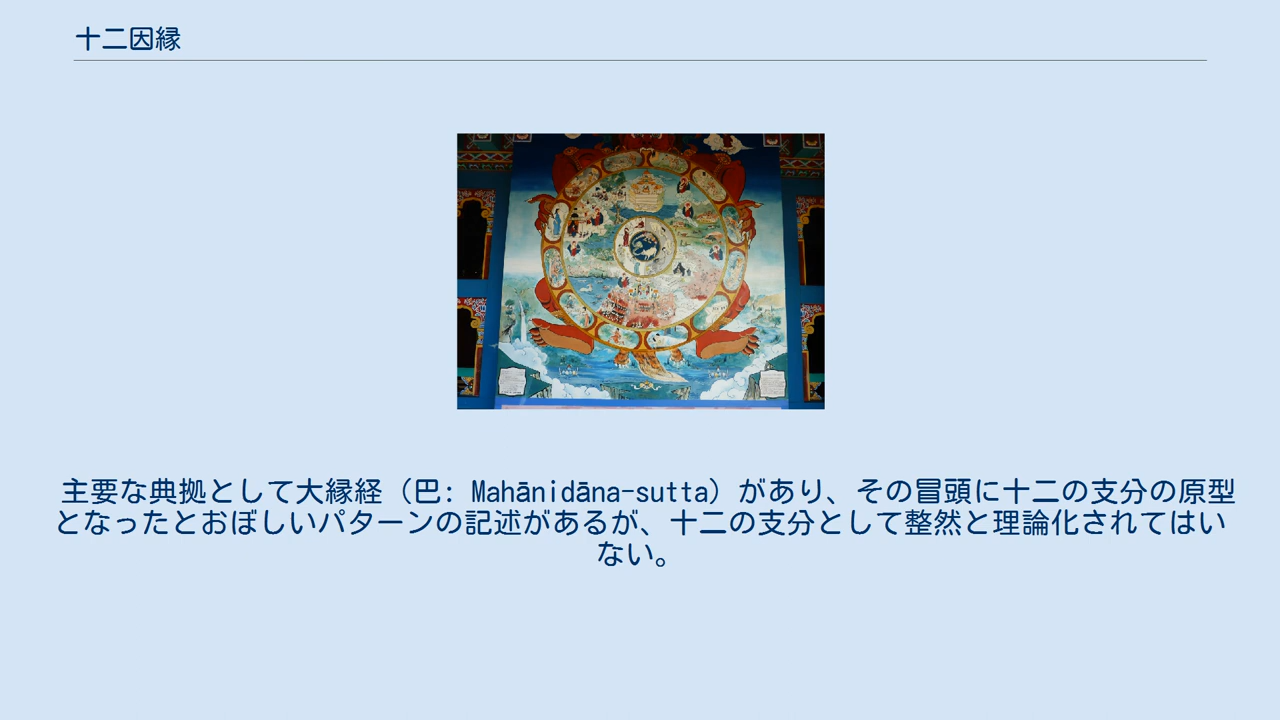 十二因縁
主要な典拠として大縁経（巴: Mahānidāna-sutta）があり、その冒頭に十二の支分の原型
となったとおぼしいパターンの記述があるが、十二の支分として整然と理論化されてはい
ない。